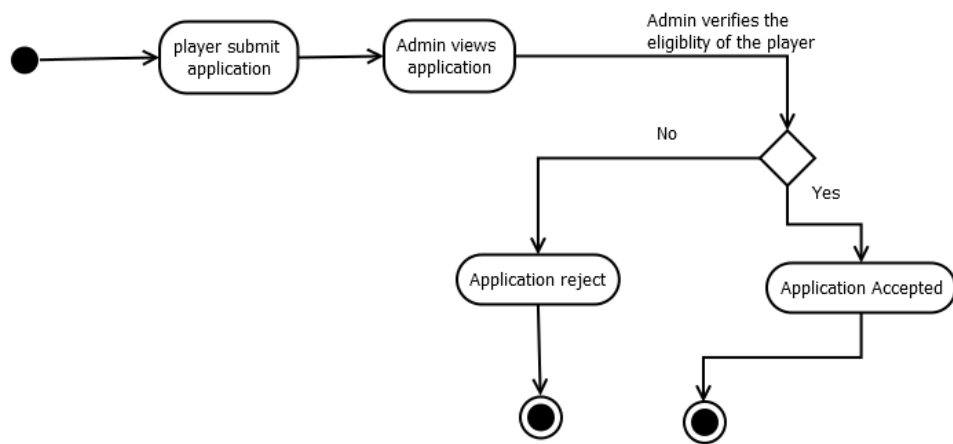 player submit
application
Admin views
application
Admin verifies the
eligiblity of the player
No
Yes
Application reject
Application Accepted